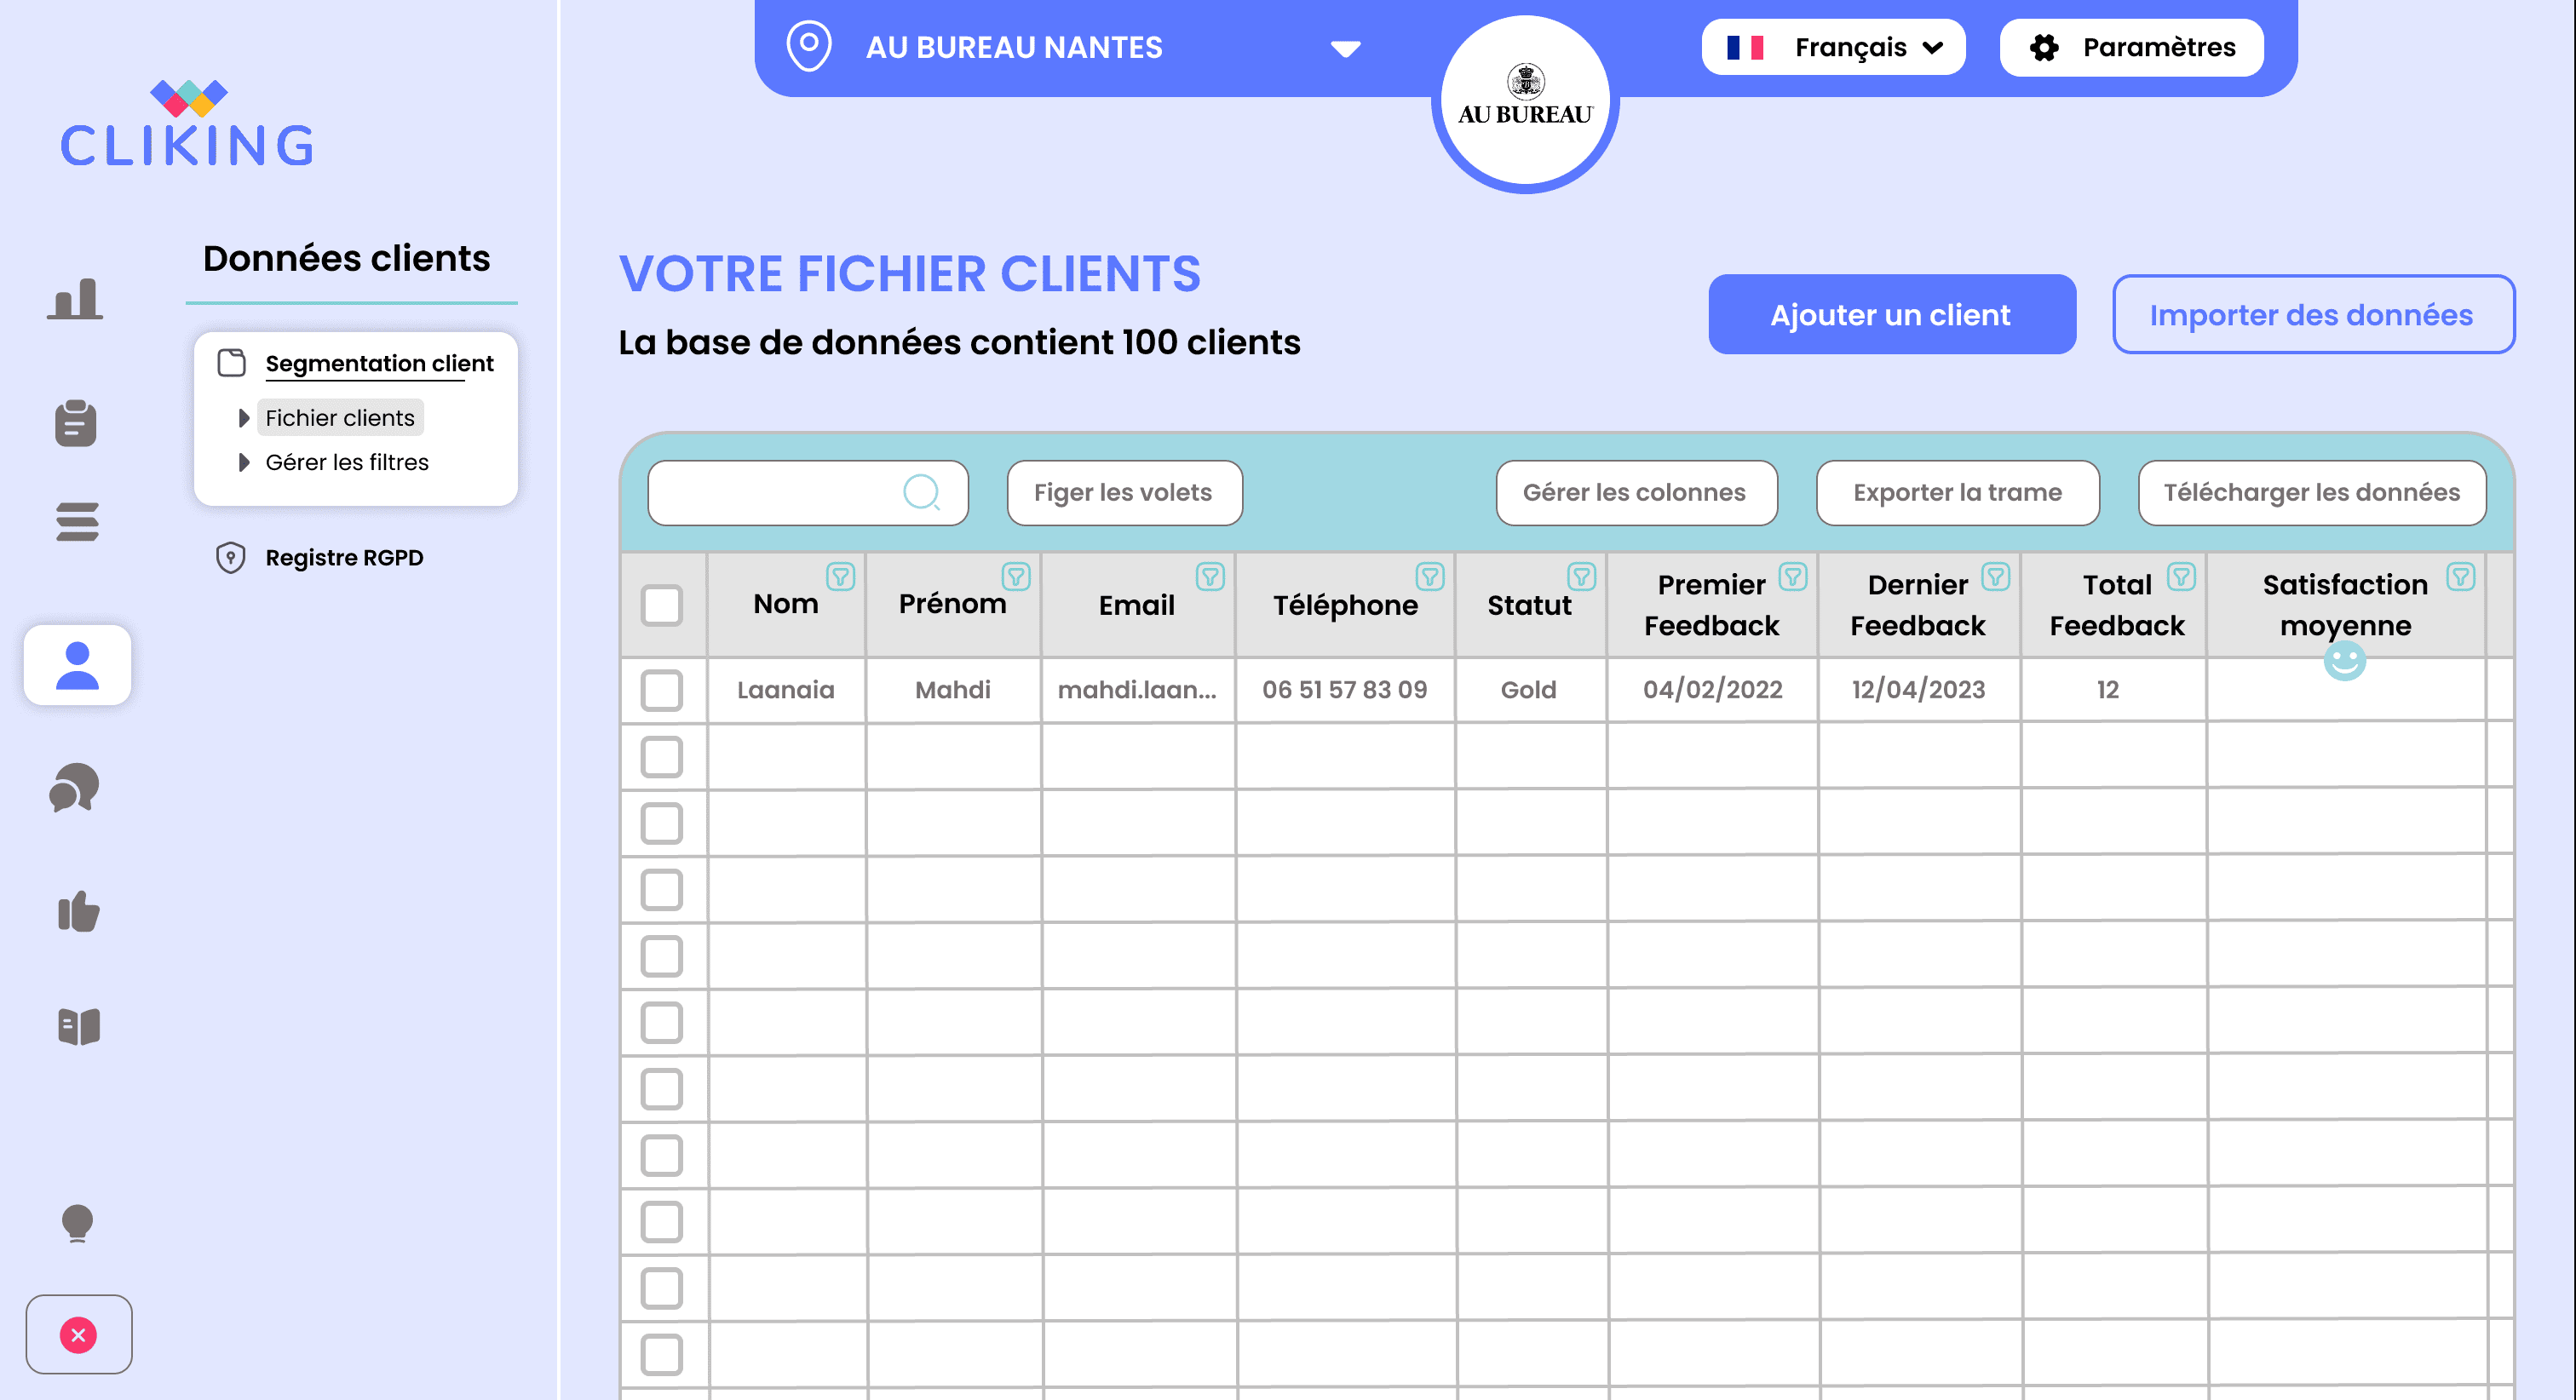 AU BUREAU NANTES
Français
Paramètres
AU BUREAU
CLIKING
Données clients
Segmentation client
Fichier clients
Gérer les filtres
Registre RGPD
VOTRE FICHIER CLIENTS
La base de données contient 100 clients
Ajouter un client
Importer des données
Figer les volets
Gérer les colonnes
Exporter la trame
Télécharger les données
Nom
Prénom
Email
Téléphone
Statut
Premier
Feedback
Dernier
Feedback
Total
Feedback
Satisfaction
moyenne
Laanaia
Mahdi
mahdi.laan...
06 51 57 83 09
Gold
04/02/2022
12/04/2023
12